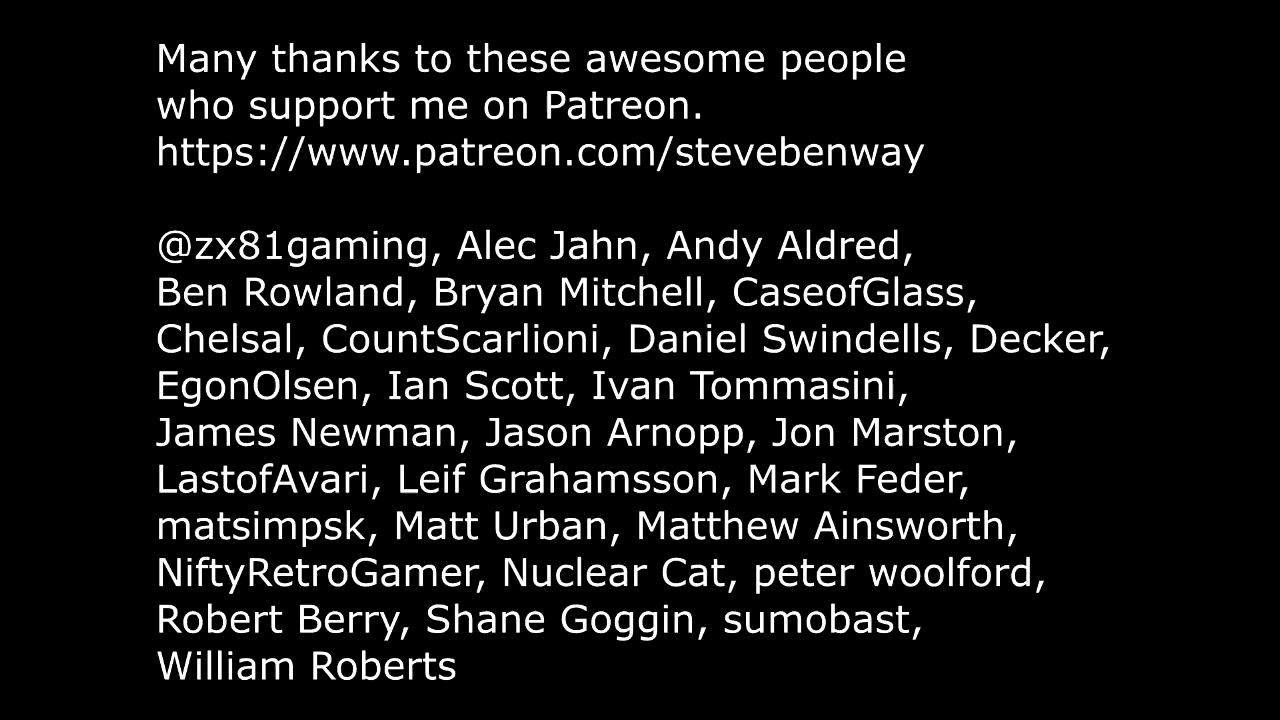 Many thanks to these awesome people
who support me on Patreon.
https://www.patreon.com/stevebenway
@zx81gaming, Alec Jahn, Andy Aldred,
Ben Rowland, Bryan Mitchell, CaseofGlass,
Chelsal, CountScarlioni, Daniel Swindells, Decker,
EgonOlsen, Ian Scott, Ivan Tommasini,
James Newman, Jason Arnopp, Jon Marston,
LastofAvari, Leif Grahamsson, Mark Feder,
matsimpsk, Matt Urban, Matthew Ainsworth,
NiftyRetroGamer, Nuclear Cat, peter woolford,
Robert Berry, Shane Goggin, sumobast,
William Roberts